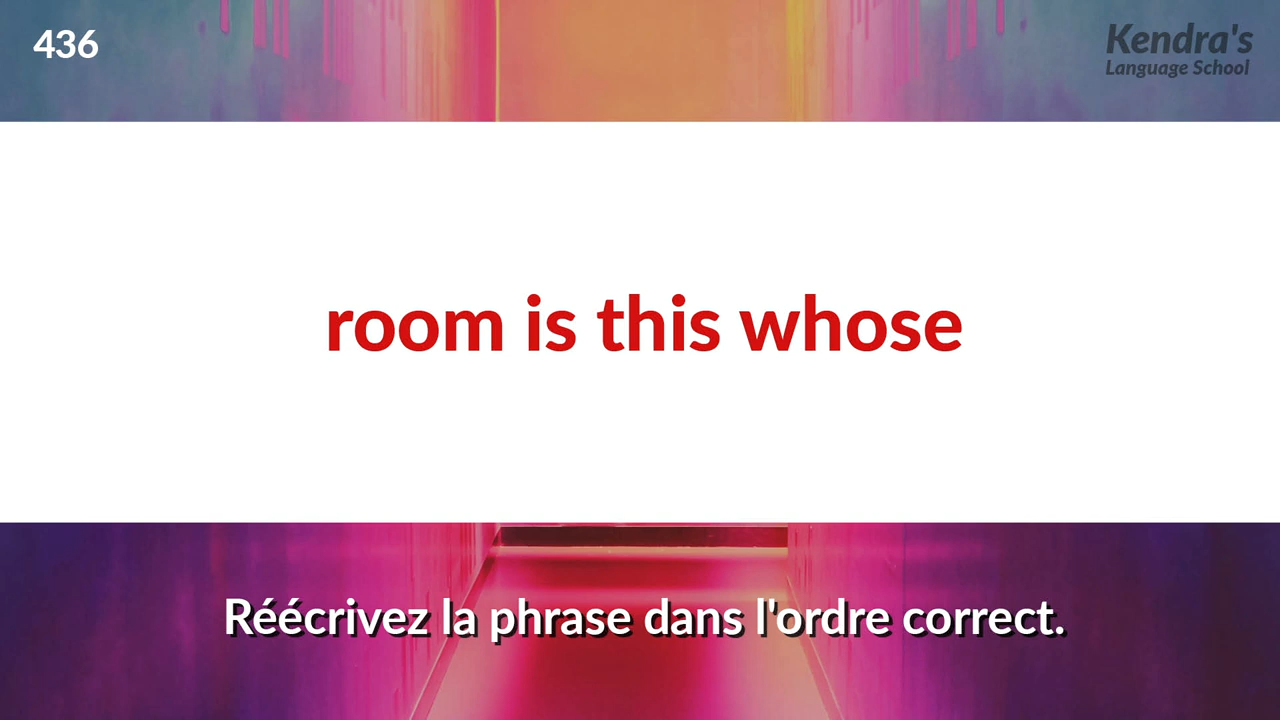 436
Kendra's
Language School
room is this whose
Réécrivez la phrase dans l'ordre correct.